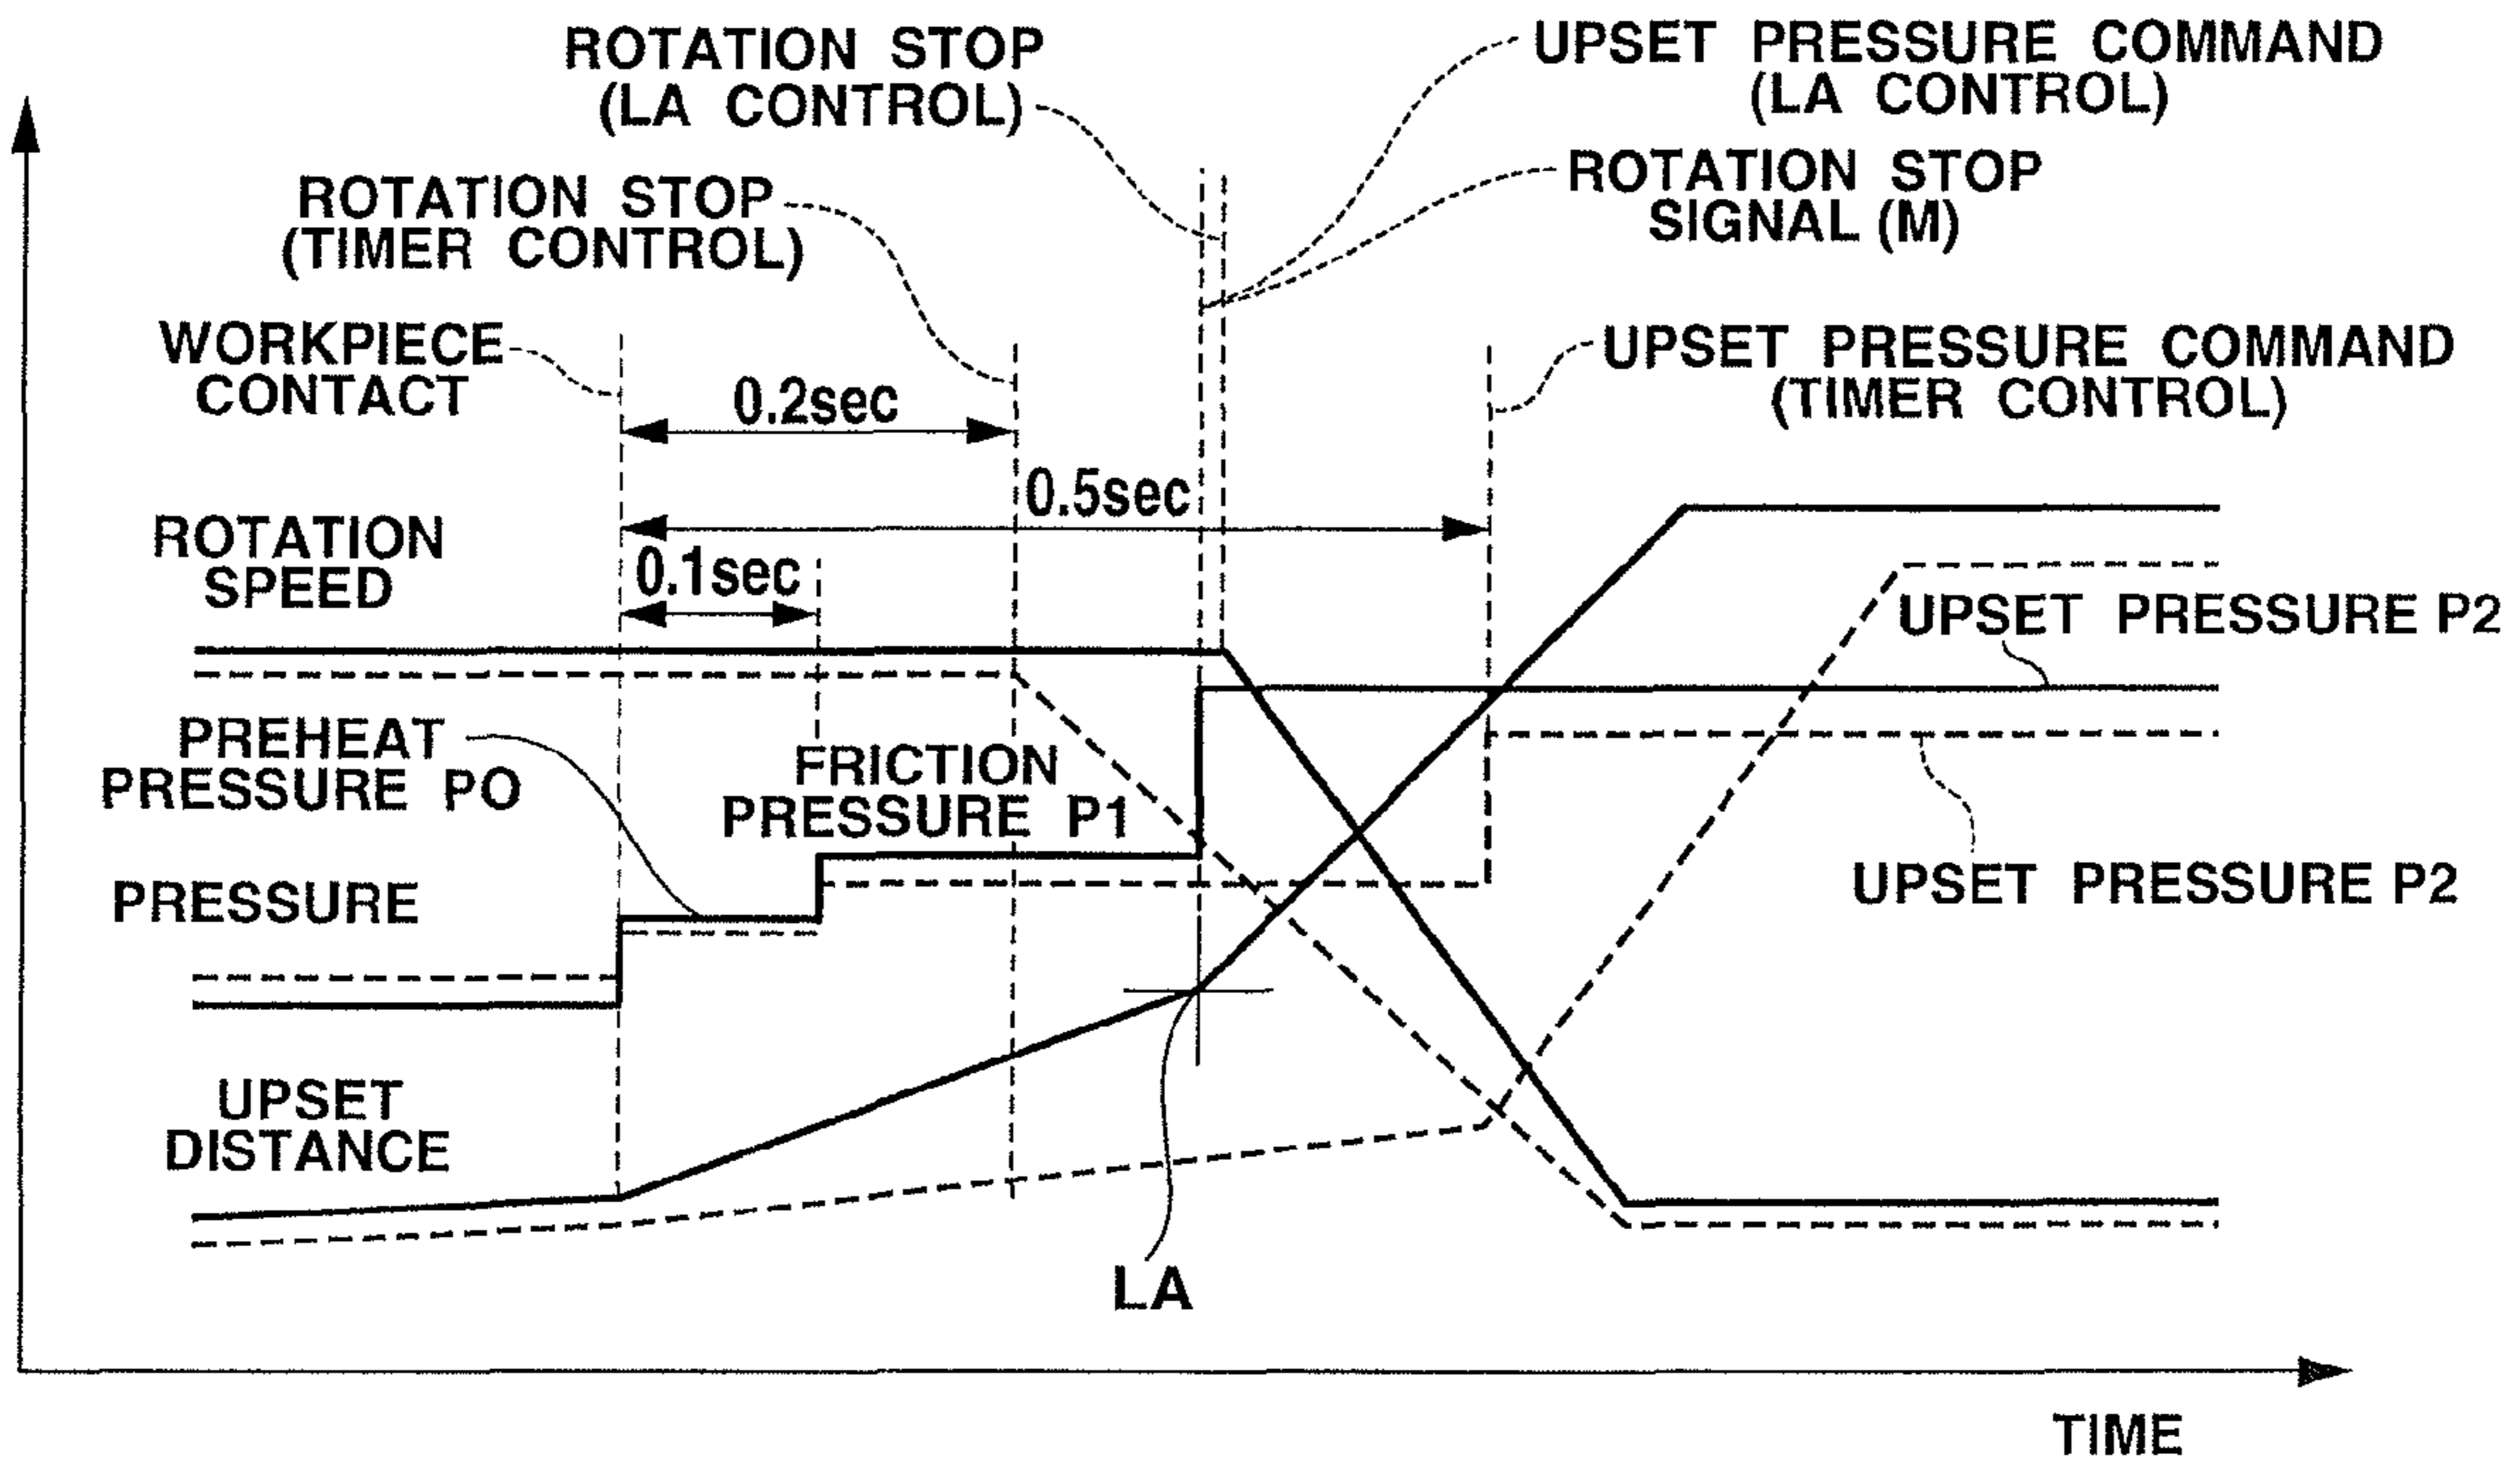 ROTATION STOP
(LA CONTROL)
UPSET PRESSURE COMMAND
(LA CONTROL)
ROTATION STOP
SIGNAL (M)
ROTATION STOP
(TIMER CONTROL)
WORKPIECE
CONTACT
UPSET PRESSURE COMMAND
(TIMER CONTROL)
0.2sec
0.5sec
0.1sec
ROTATION
SPEED
UPSET PRESSURE P2
PREHEAT
PRESSURE PO
FRICTION
PRESSURE P1
PRESSURE
UPSET PRESSURE P2
UPSET
DISTANCE
LA
TIME